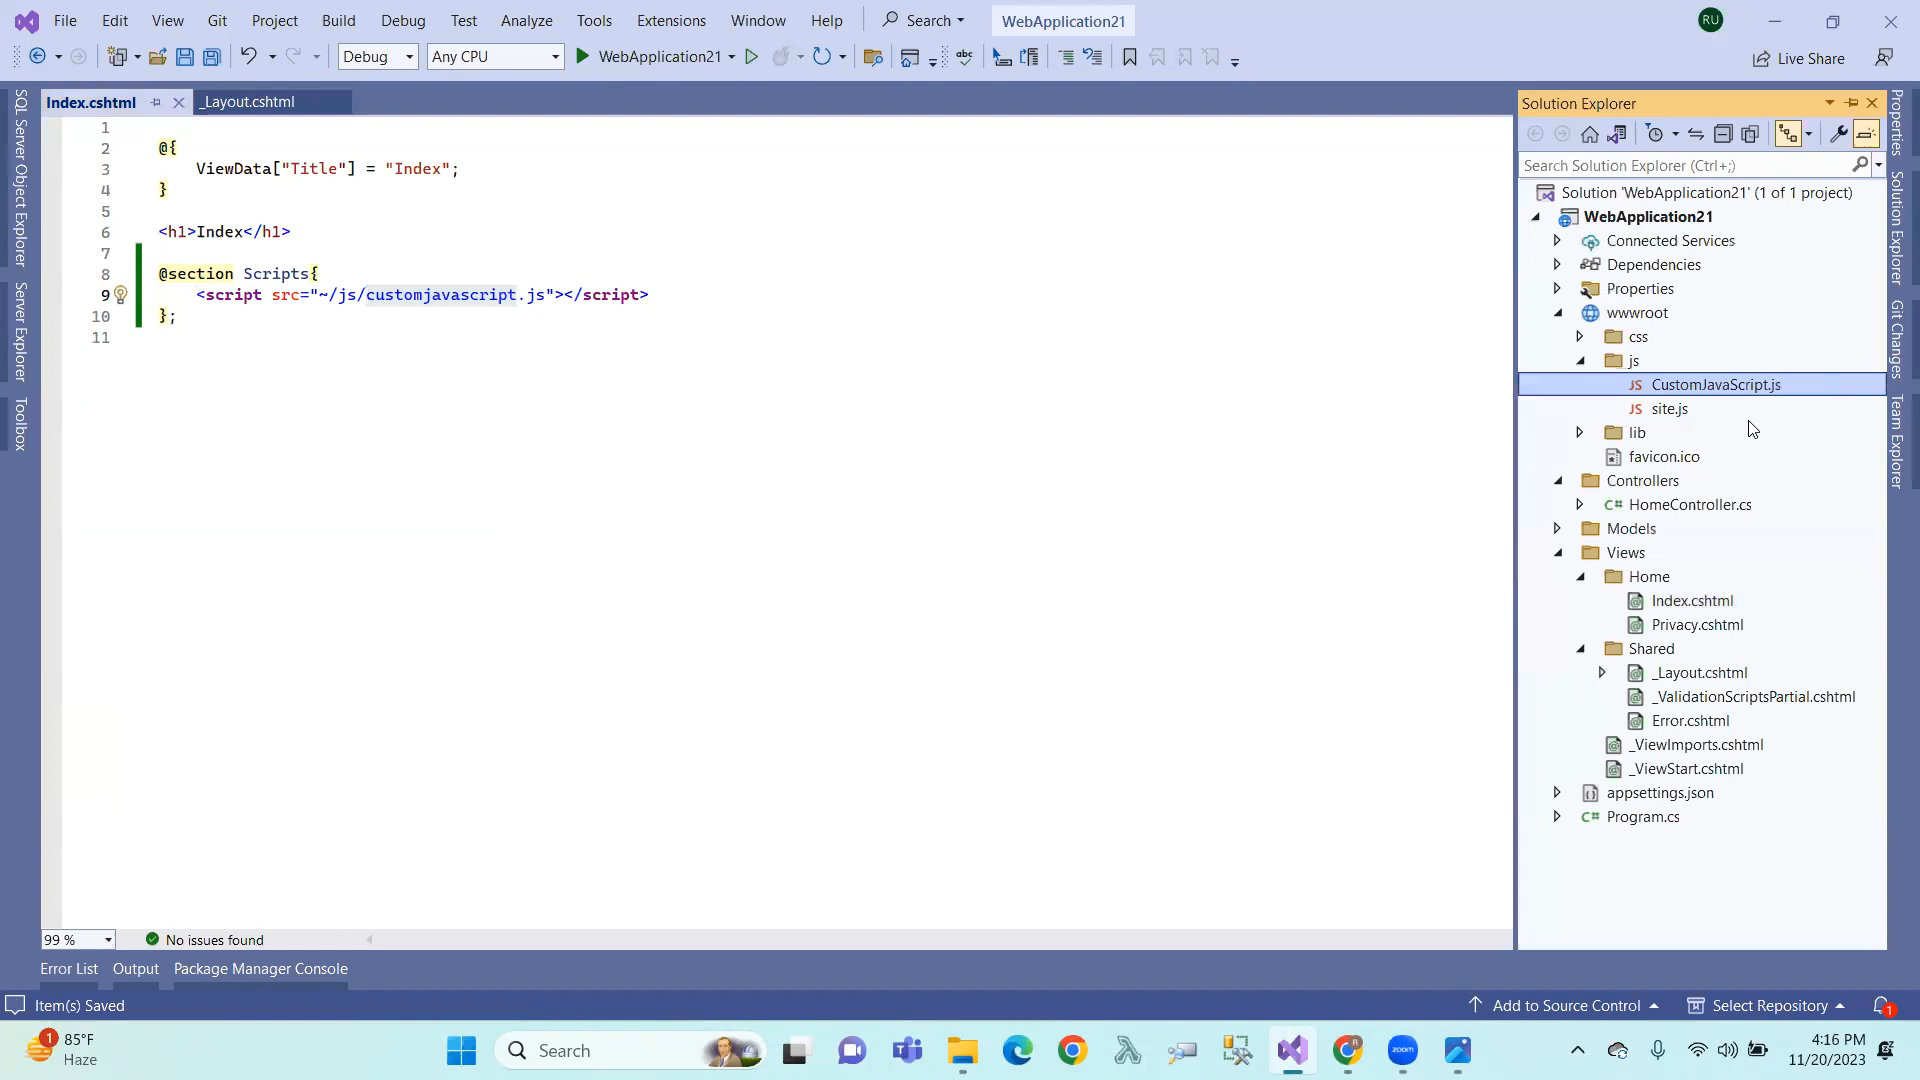 File Edit View Git Project Build Debug Test Analyze Tools Extensions Window Help Search WebApplication21 RU
Debug Any CPU WebApplication21 abc Live Share
Index.cshtml _Layout.cshtml
SQL Server Object Explorer
Server Explorer
Toolbox
1
2 @{
3 ViewData["Title"] = "Index";
4 }
5
6 <h1>Index</h1>
7
8 @section Scripts{
9 <script src="~/js/customjavascript.js"></script>
10 };
11
99 % No issues found
Solution Explorer
Search Solution Explorer (Ctrl+;)
Solution 'WebApplication21' (1 of 1 project)
WebApplication21
Connected Services
Dependencies
Properties
wwwroot
css
js
JS CustomJavaScript.js
JS site.js
lib
favicon.ico
Controllers
C# HomeController.cs
Models
Views
Home
Index.cshtml
Privacy.cshtml
Shared
_Layout.cshtml
_ValidationScriptsPartial.cshtml
Error.cshtml
_ViewImports.cshtml
_ViewStart.cshtml
appsettings.json
C# Program.cs
Properties
Solution Explorer
Git Changes
Team Explorer
Error List Output Package Manager Console
Item(s) Saved Add to Source Control Select Repository 1
1 85°F
Haze
Search
zoom
4:16 PM
11/20/2023